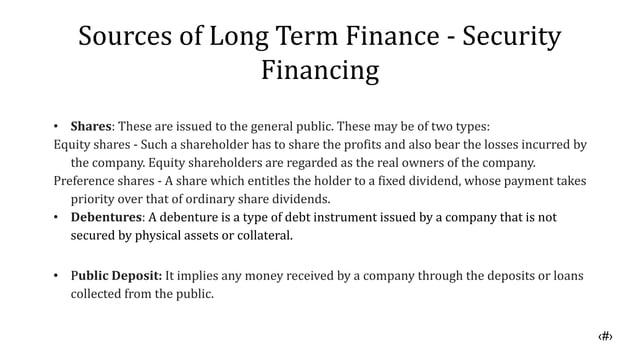 Sources of Long Term Finance - Security
Financing
• Shares: These are issued to the general public. These may be of two types:
Equity shares - Such a shareholder has to share the profits and also bear the losses incurred by
the company. Equity shareholders are regarded as the real owners of the company.
Preference shares - A share which entitles the holder to a fixed dividend, whose payment takes
priority over that of ordinary share dividends.
• Debentures: A debenture is a type of debt instrument issued by a company that is not
secured by physical assets or collateral.
• Public Deposit: It implies any money received by a company through the deposits or loans
collected from the public.
‹#›